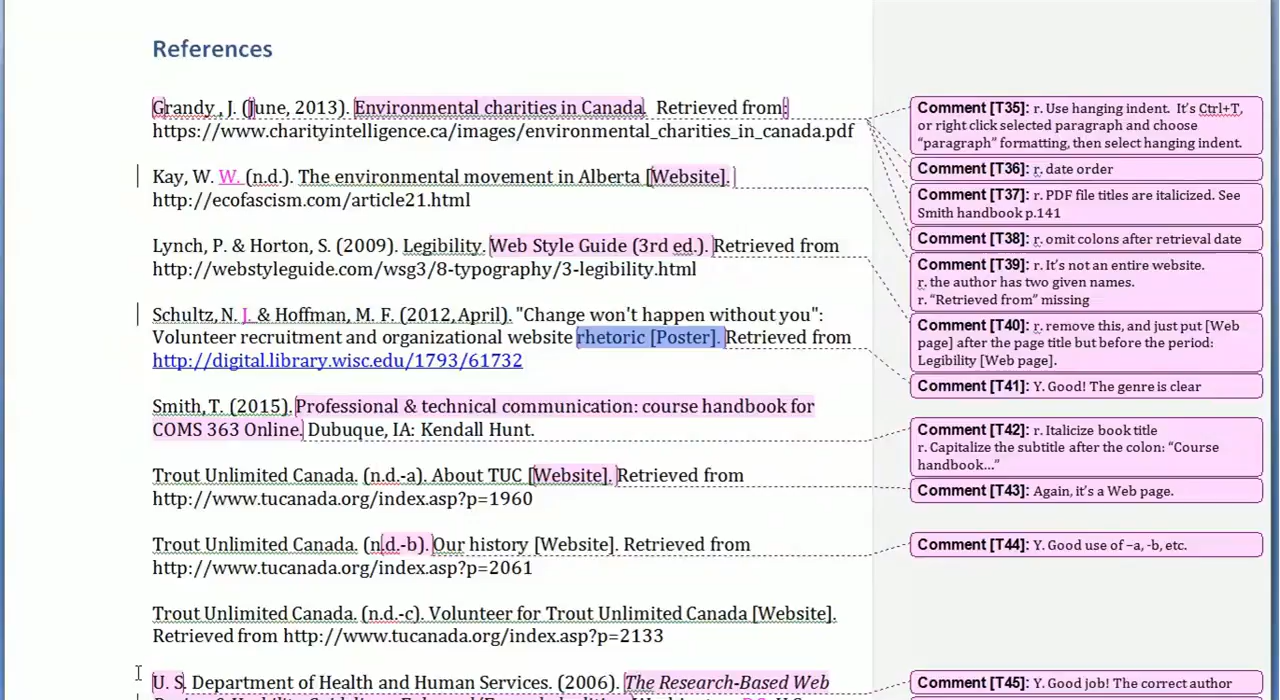 References
Grandy , J. (June, 2013). Environmental charities in Canada.  Retrieved from:
https://www.charityintelligence.ca/images/environmental_charities_in_canada.pdf
Kay, W. W. (n.d.). The environmental movement in Alberta [Website].
http://ecofascism.com/article21.html
Lynch, P. & Horton, S. (2009). Legibility. Web Style Guide (3rd ed.). Retrieved from
http://webstyleguide.com/wsg3/8-typography/3-legibility.html
Schultz, N. J. & Hoffman, M. F. (2012, April). "Change won't happen without you":
Volunteer recruitment and organizational website rhetoric [Poster]. Retrieved from
http://digital.library.wisc.edu/1793/61732
Smith, T. (2015). Professional & technical communication: course handbook for
COMS 363 Online. Dubuque, IA: Kendall Hunt.
Trout Unlimited Canada. (n.d.-a). About TUC [Website]. Retrieved from
http://www.tucanada.org/index.asp?p=1960
Trout Unlimited Canada. (n.d.-b). Our history [Website]. Retrieved from
http://www.tucanada.org/index.asp?p=2061
Trout Unlimited Canada. (n.d.-c). Volunteer for Trout Unlimited Canada [Website].
Retrieved from http://www.tucanada.org/index.asp?p=2133
U. S. Department of Health and Human Services. (2006). The Research-Based Web
Comment [T35]: r. Use hanging indent.  It's Ctrl+T,
or right click selected paragraph and choose
"paragraph" formatting, then select hanging indent.
Comment [T36]: r. date order
Comment [T37]: r. PDF file titles are italicized. See
Smith handbook p.141
Comment [T38]: r. omit colons after retrieval date
Comment [T39]: r. It's not an entire website.
r. the author has two given names.
r. "Retrieved from" missing
Comment [T40]: r. remove this, and just put [Web
page] after the page title but before the period:
Legibility [Web page].
Comment [T41]: Y. Good! The genre is clear
Comment [T42]: r. Italicize book title
r. Capitalize the subtitle after the colon: "Course
handbook..."
Comment [T43]: Again, it's a Web page.
Comment [T44]: Y. Good use of –a, -b, etc.
Comment [T45]: Y. Good job! The correct author